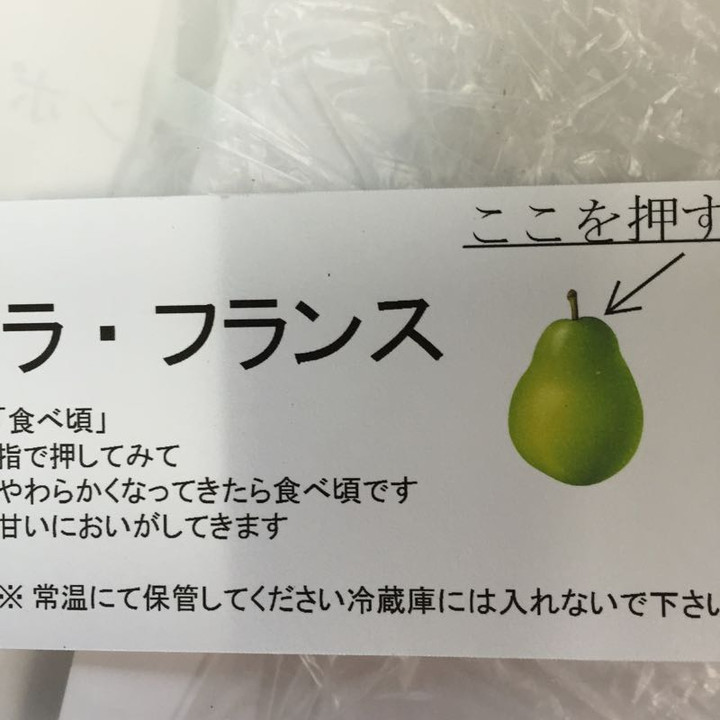 ここを押す
ラ・フランス
「食べ頃」
指で押してみて
やわらかくなってきたら食べ頃です
甘いにおいがしてきます
※ 常温にて保管してください冷蔵庫には入れないで下さい